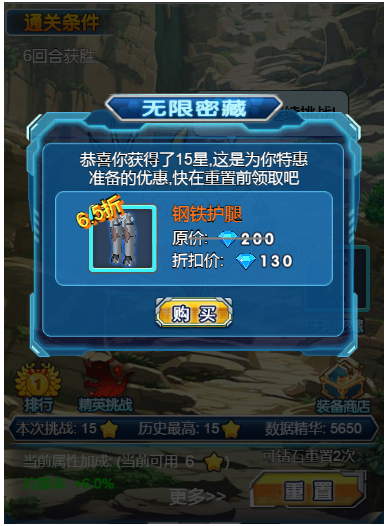 通关条件
6回合获胜
无限密藏
恭喜你获得了15星,这是为你特惠
准备的优惠,快在重置前领取吧
6.5折
钢铁护腿
原价: 200
折扣价: 130
购买
1
排行
精英挑战
装备商店
本次挑战: 15 历史最高: 15 数据精华: 5650
当前属性加成: (当前可用 6 )
可钻石重置2次
更多>>
重置